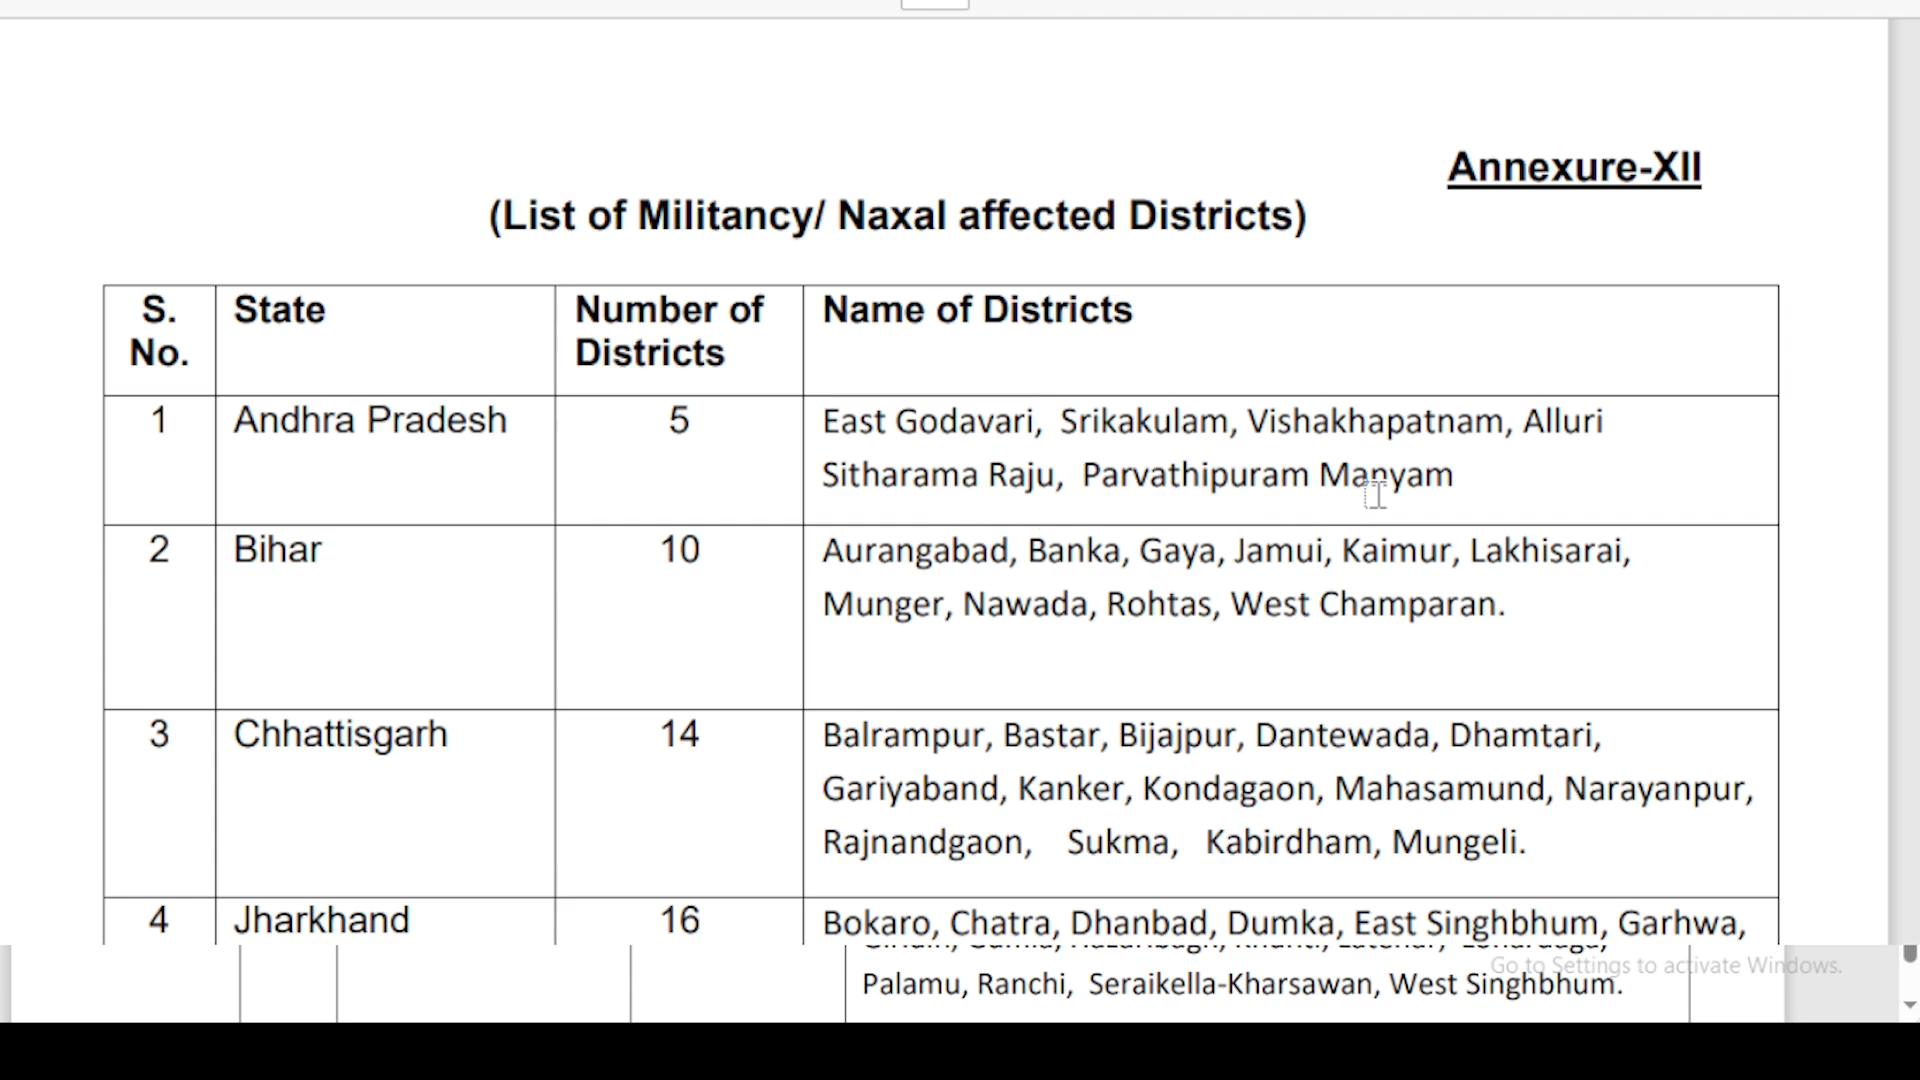 Annexure-XII
(List of Militancy/ Naxal affected Districts)
S. No. State Number of Districts Name of Districts
1 Andhra Pradesh 5 East Godavari, Srikakulam, Vishakhapatnam, Alluri
Sitharama Raju, Parvathipuram Manyam
2 Bihar 10 Aurangabad, Banka, Gaya, Jamui, Kaimur, Lakhisarai,
Munger, Nawada, Rohtas, West Champaran.
3 Chhattisgarh 14 Balrampur, Bastar, Bijajpur, Dantewada, Dhamtari,
Gariyaband, Kanker, Kondagaon, Mahasamund, Narayanpur,
Rajnandgaon, Sukma, Kabirdham, Mungeli.
4 Jharkhand 16 Bokaro, Chatra, Dhanbad, Dumka, East Singhbhum, Garhwa,
Go to Settings to activate Windows.
Palamu, Ranchi, Seraikella-Kharsawan, West Singhbhum.